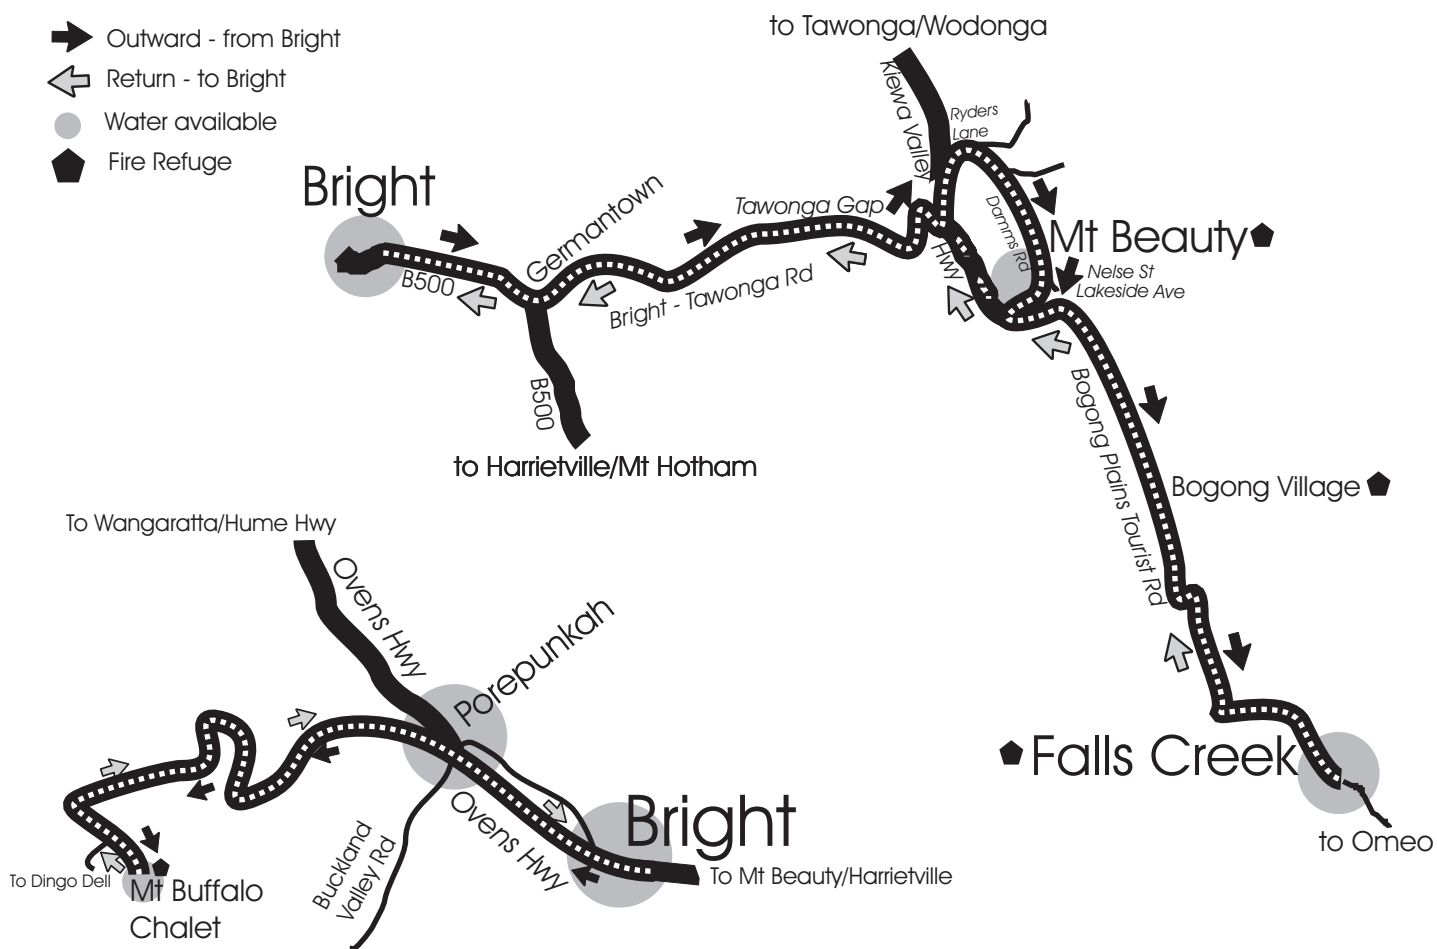 Outward - from Bright
Return - to Bright
Water available
Fire Refuge
to Tawonga/Wodonga
Kiewa Valley
Hwy
Ryders
Lane
Bright
B500
Germantown
Tawonga Gap
Bright - Tawonga Rd
Damms Rd
Mt Beauty
Nelse St
Lakeside Ave
B500
to Harrietville/Mt Hotham
Bogong Plains Tourist Rd
Bogong Village
Falls Creek
to Omeo
To Wangaratta/Hume Hwy
Ovens Hwy
Porepunkah
Ovens Hwy
Bright
To Mt Beauty/Harrietville
Buckland
Valley Rd
To Dingo Dell
Mt Buffalo
Chalet